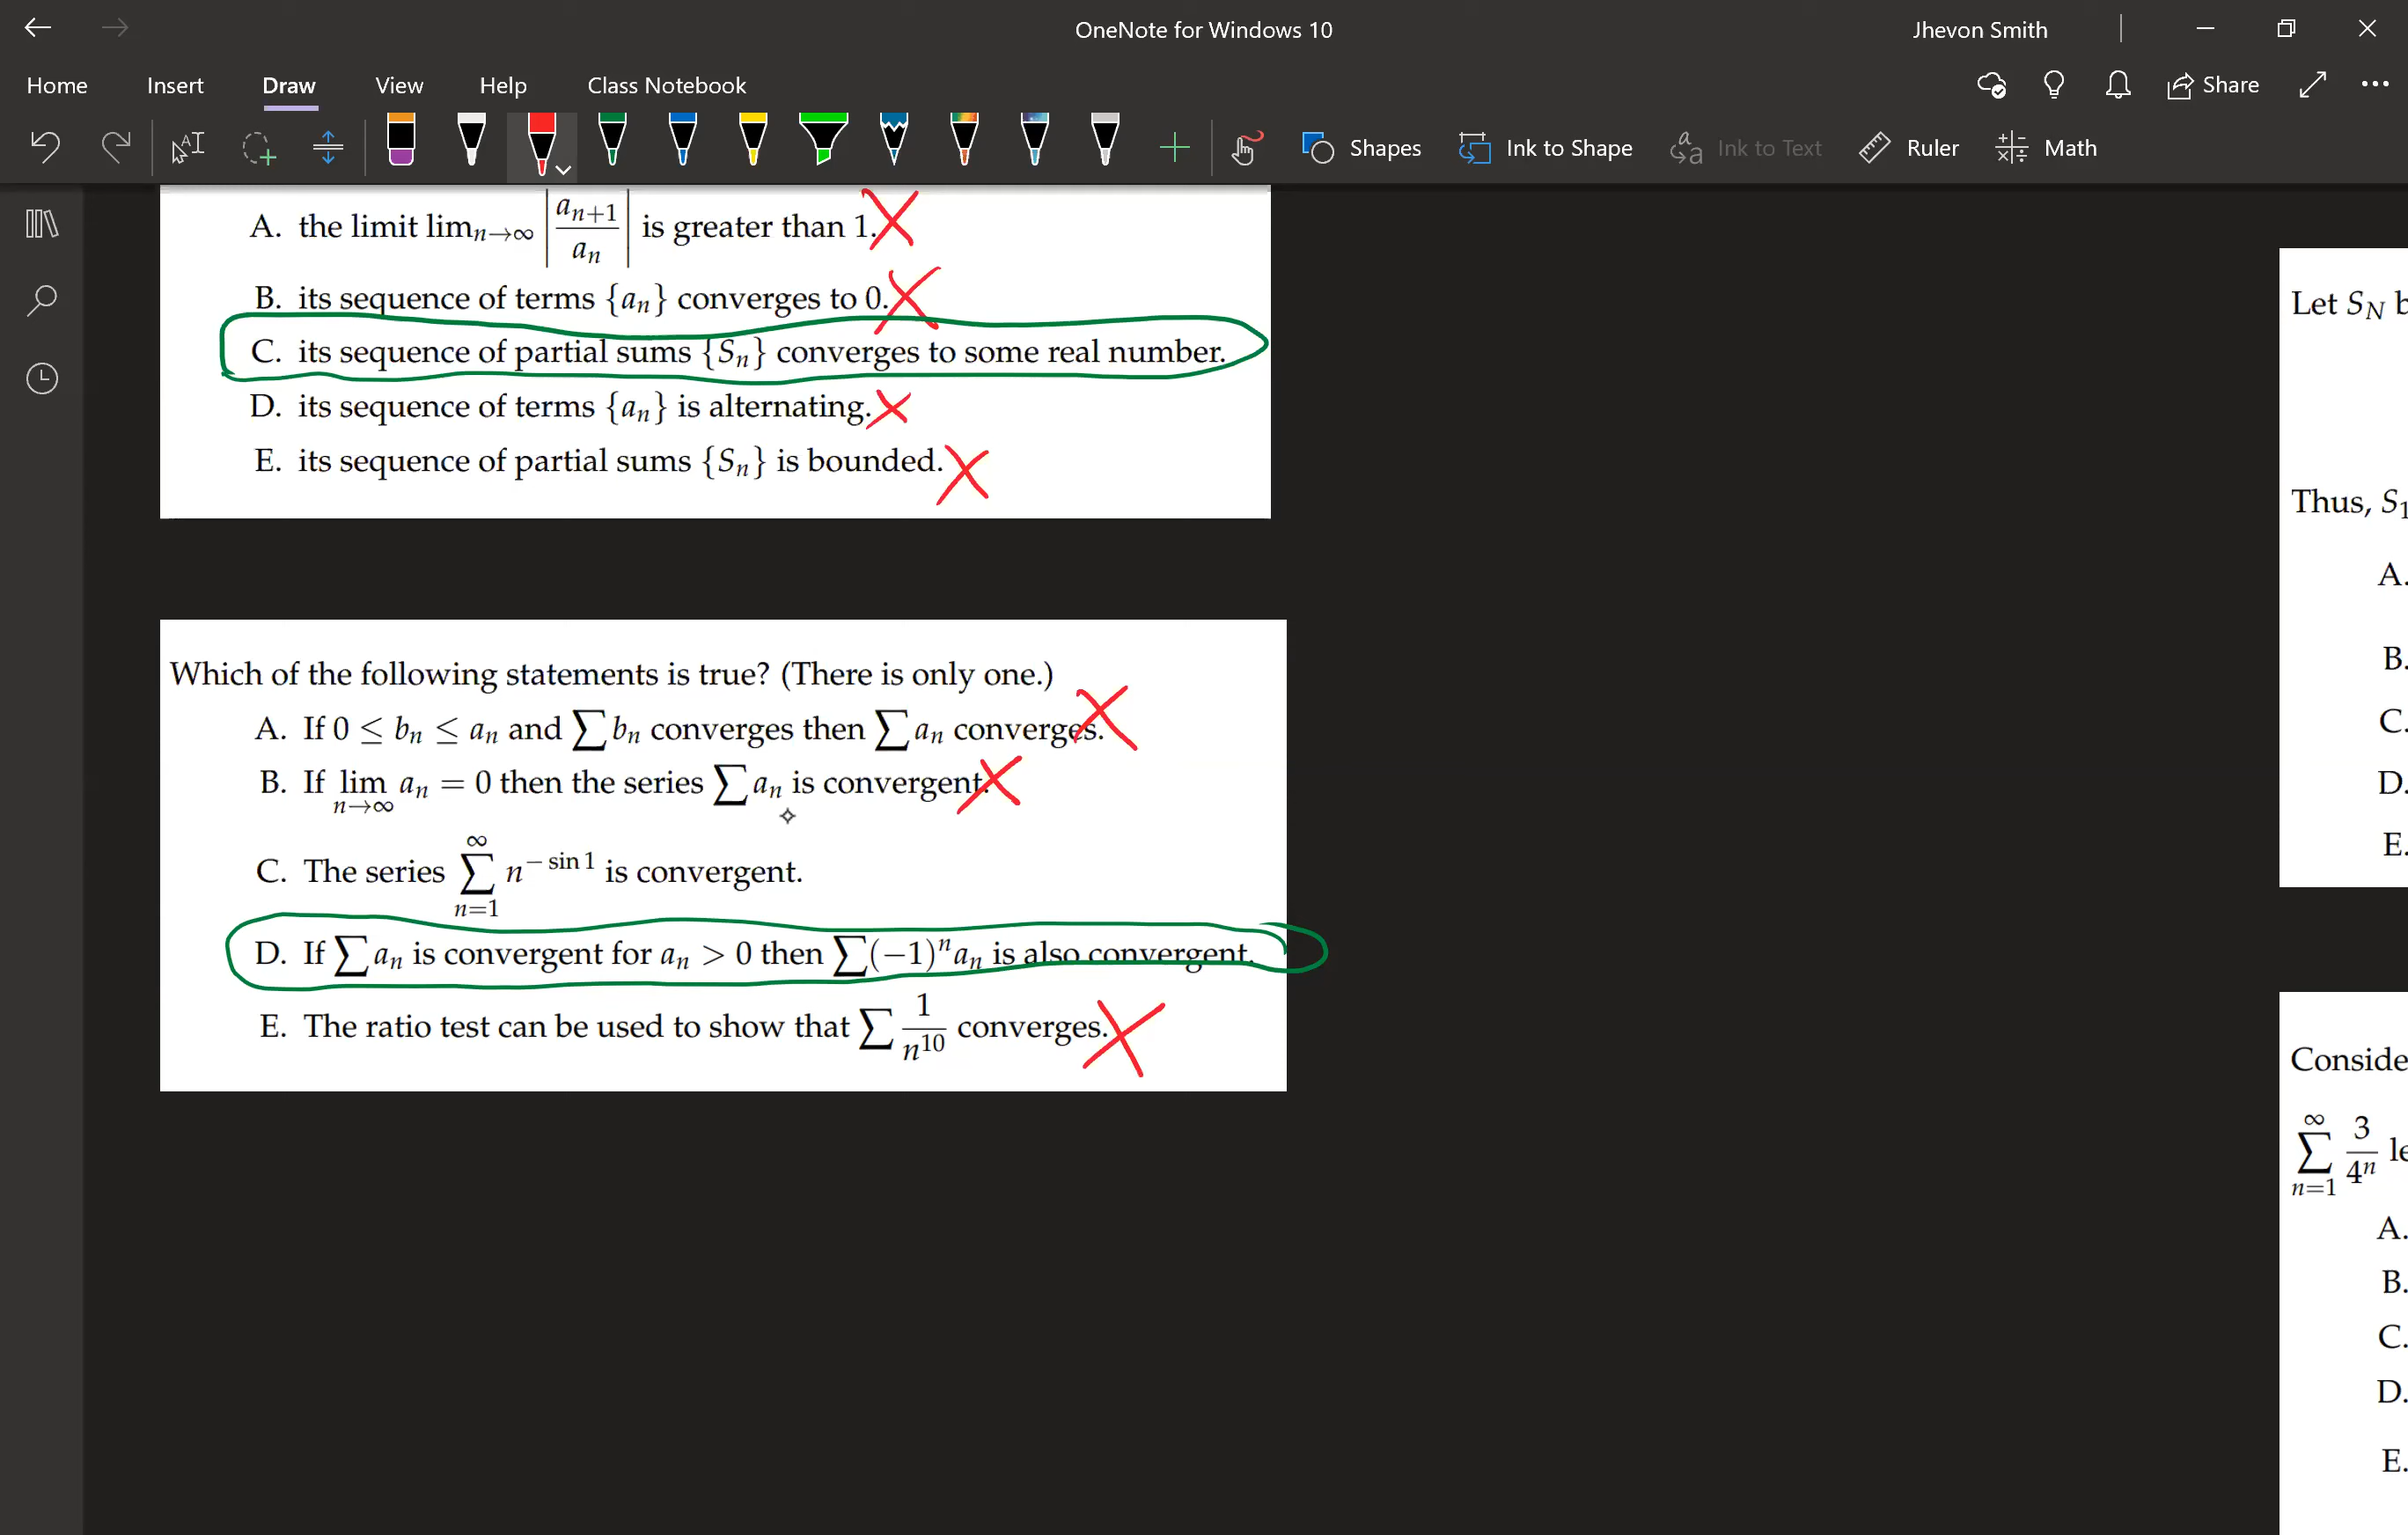 OneNote for Windows 10
Jhevon Smith
Home Insert Draw View Help Class Notebook
Share
Shapes Ink to Shape Ink to Text Ruler Math
A. the limit lim_{n→∞} |a_{n+1}/a_n| is greater than 1.
B. its sequence of terms {a_n} converges to 0.
C. its sequence of partial sums {S_n} converges to some real number.
D. its sequence of terms {a_n} is alternating.
E. its sequence of partial sums {S_n} is bounded.
Which of the following statements is true? (There is only one.)
A. If 0 ≤ b_n ≤ a_n and ∑ b_n converges then ∑ a_n converges.
B. If lim_{n→∞} a_n = 0 then the series ∑ a_n is convergent.
C. The series ∑_{n=1}^{∞} n^{− sin 1} is convergent.
D. If ∑ a_n is convergent for a_n > 0 then ∑(−1)^n a_n is also convergent.
E. The ratio test can be used to show that ∑ 1/n^{10} converges.
Let S_N
Thus, S_1
A.
B.
C.
D.
E.
Conside
∑_{n=1}^{∞} 3/4^n le
A.
B.
C.
D.
E.